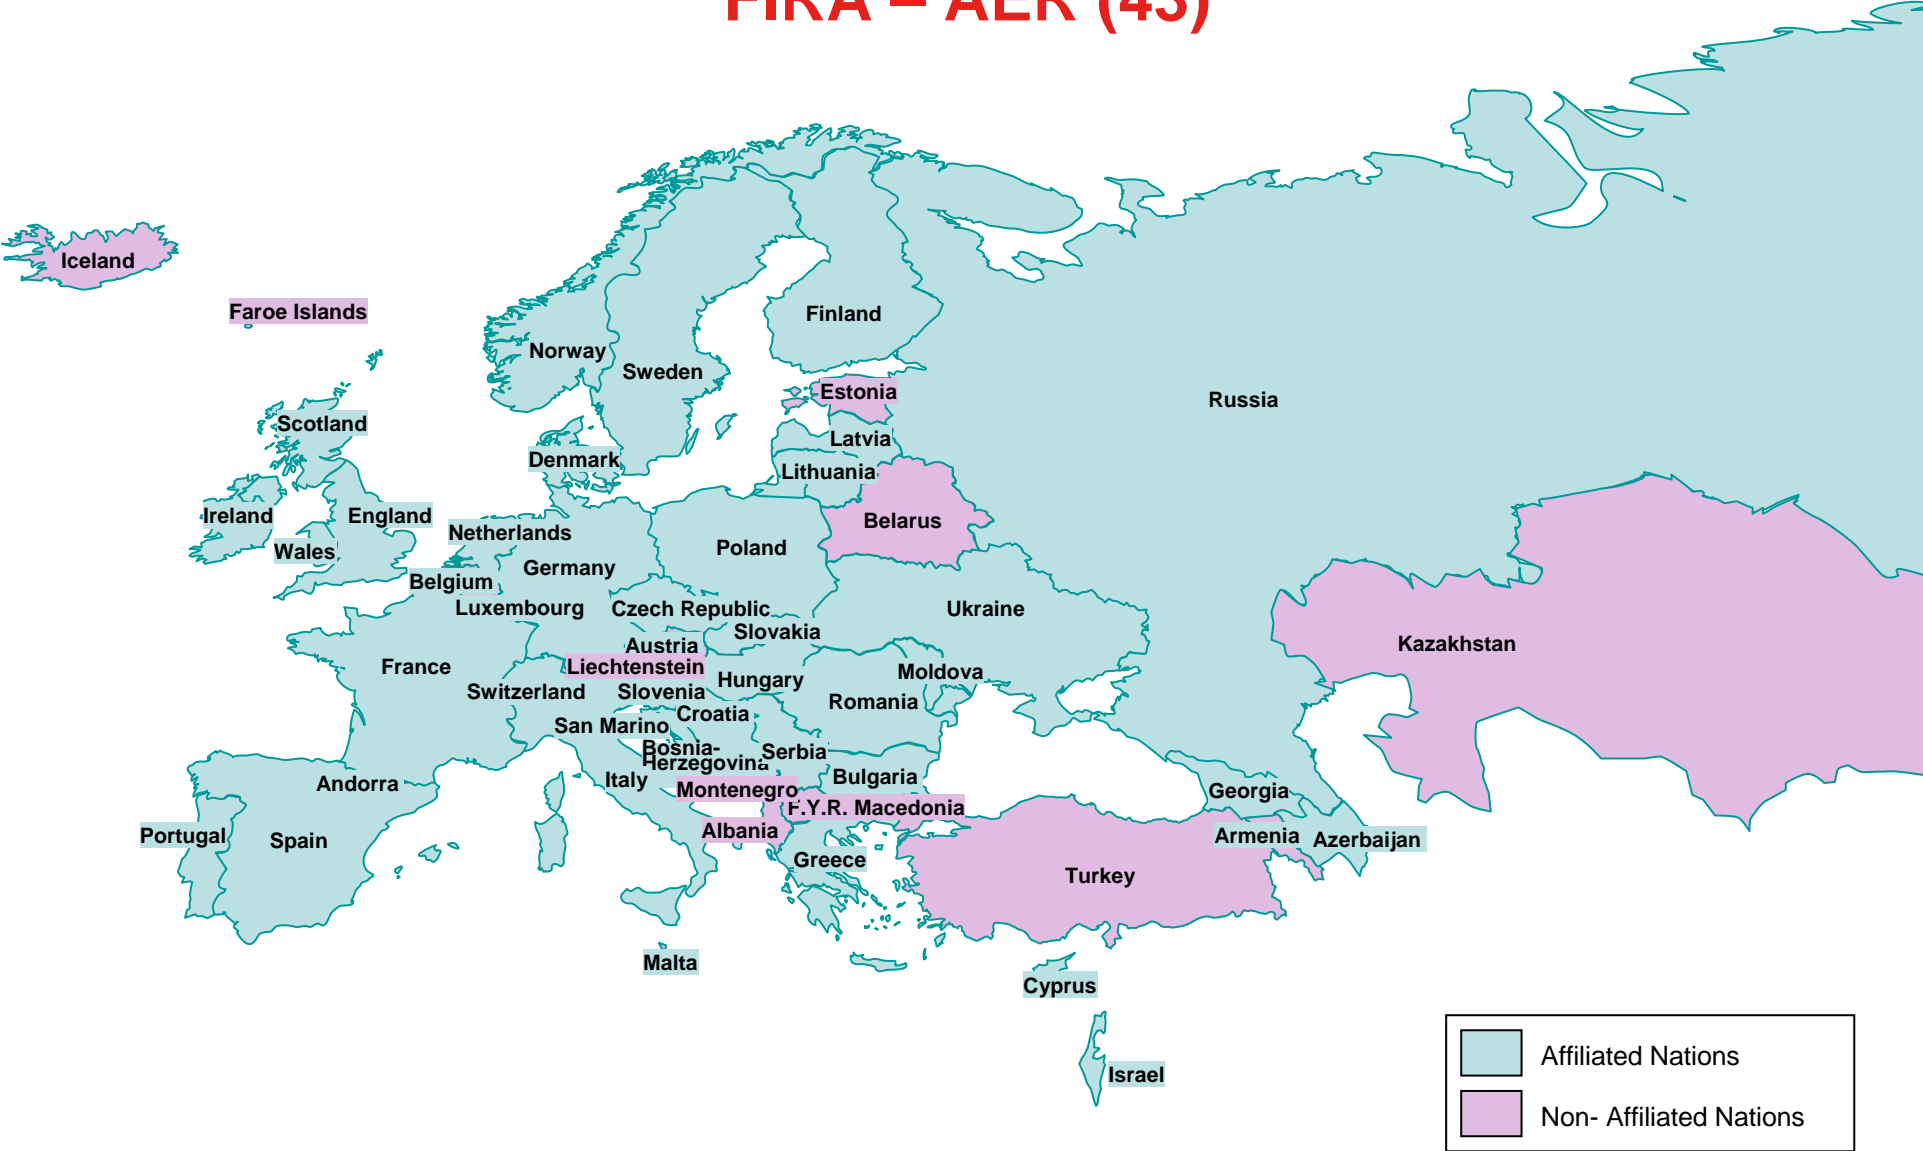 FIRA – AER (43)
Iceland
Faroe Islands
Finland
Norway
Sweden
Estonia
Russia
Scotland
Latvia
Denmark
Lithuania
Ireland
England
Belarus
Netherlands
Wales
Poland
Germany
Belgium
Luxembourg
Czech Republic
Ukraine
Slovakia
Austria
Kazakhstan
France
Liechtenstein
Moldova
Hungary
Switzerland
Slovenia
Romania
Croatia
San Marino
Bosnia-
Herzegovina
Serbia
Italy
Bulgaria
Andorra
Montenegro
Georgia
F.Y.R. Macedonia
Portugal
Spain
Albania
Armenia
Azerbaijan
Greece
Turkey
Malta
Cyprus
Israel
Affiliated Nations
Non- Affiliated Nations